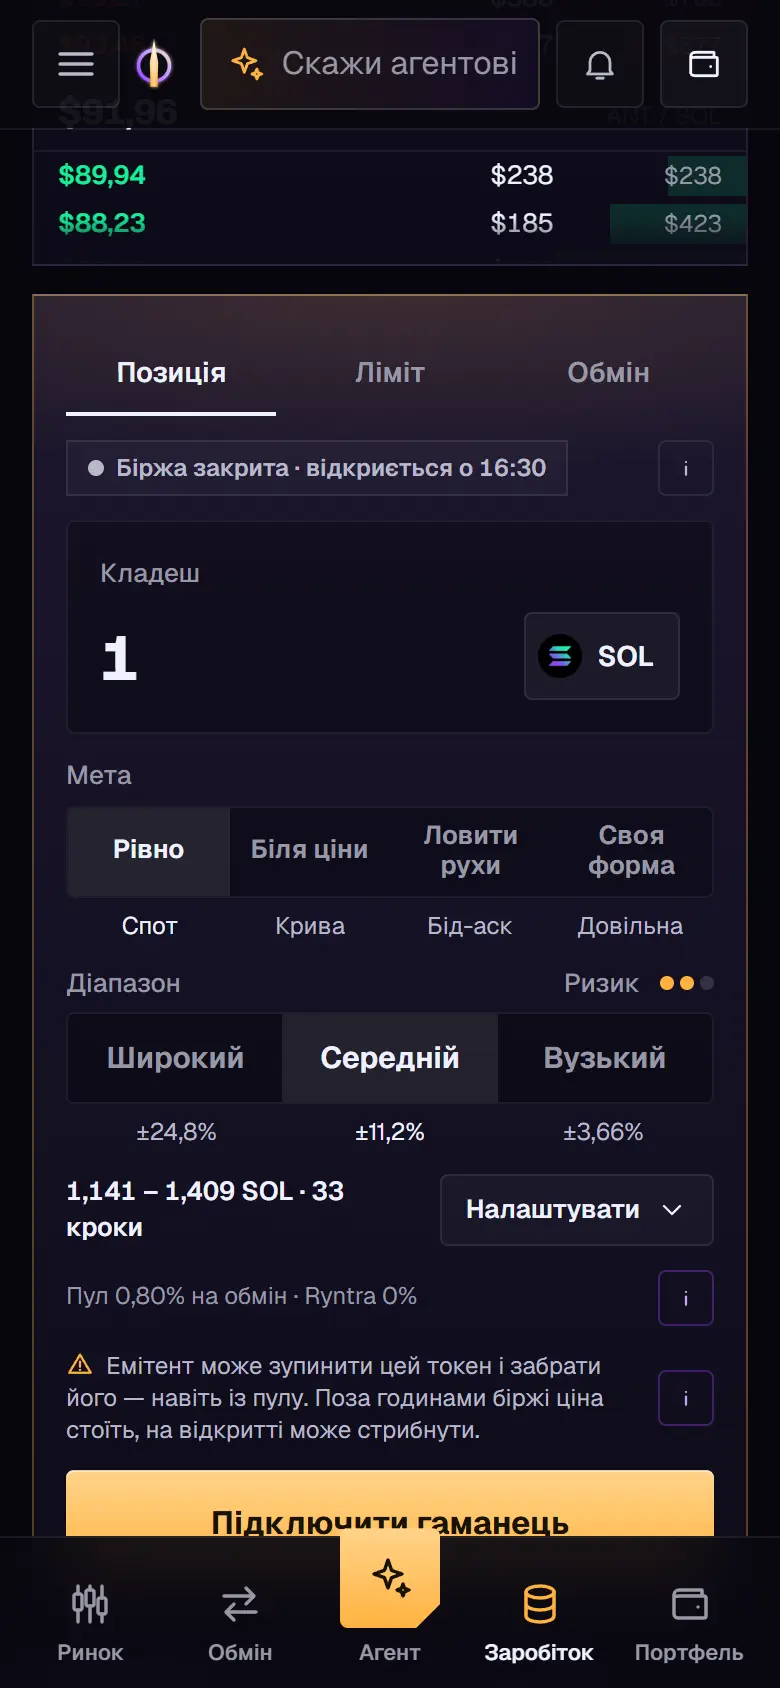 Скажи агентові
$91,96
ANT / SOL
$89,94 $238 $238
$88,23 $185 $423
Позиція Ліміт Обмін
Біржа закрита · відкриється о 16:30 i
Кладеш
1 SOL
Мета
Рівно Біля ціни Ловити рухи Своя форма
Спот Крива Бід-аск Довільна
Діапазон Ризик
Широкий Середній Вузький
±24,8% ±11,2% ±3,66%
1,141 – 1,409 SOL · 33
кроки
Налаштувати
Пул 0,80% на обмін · Ryntra 0% i
Емітент може зупинити цей токен і забрати
його — навіть із пулу. Поза годинами біржі ціна
стоїть, на відкритті може стрибнути.
i
Підключити гаманець
Ринок Обмін Агент Заробіток Портфель